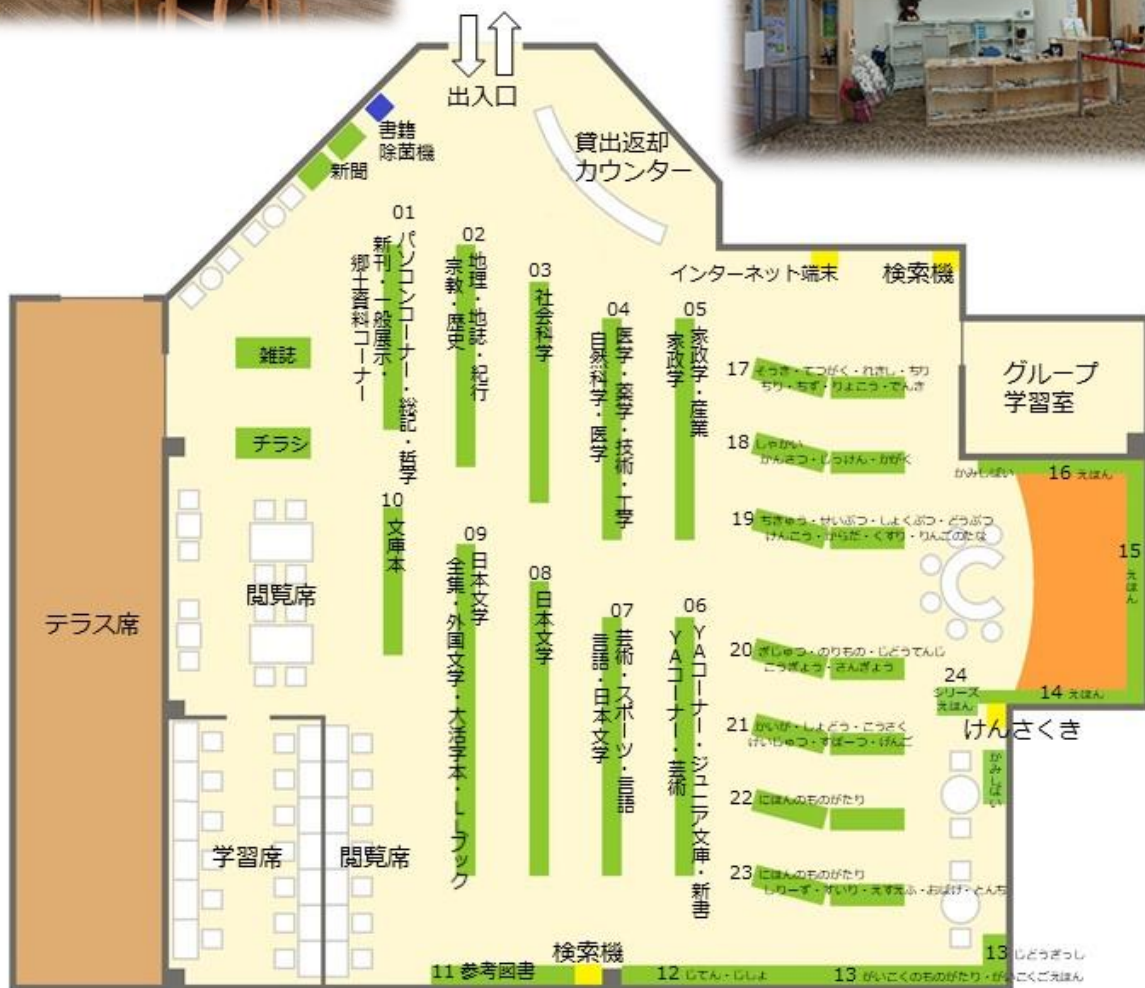 出入口
書籍
除菌機
新聞
貸出返却
カウンター
01
パソコンコーナー・総記・哲学
新刊・一般展示・
郷土資料コーナー
02
地理・地誌・紀行
宗教・歴史
03
社会科学
04
医学・薬学・技術・工学
自然科学・医学
05
家政学・産業
家政学
インターネット端末
検索機
雑誌
チラシ
17
そうき・てつがく・れきし・ちり
ちり・ちず・りょこう・でんき
グループ
学習室
18
しゃかい
かんさつ・じっけん・かがく
かみしばい
16 えほん
15
えほん
19
ちきゅう・せいぶつ・しょくぶつ・どうぶつ
けんこう・からだ・くすり・りんごのたな
10
文庫本
09
日本文学
全集・外国文学・大活字本・LLブック
08
日本文学
07
芸術・スポーツ・言語
言語・日本文学
06
YAコーナー・ジュニア文庫・新書
YAコーナー・芸術
テラス席
閲覧席
20
ぎじゅつ・のりもの・じどうてんじ
こうぎょう・さんぎょう
24
シリーズ
えほん
14 えほん
けんさくき
21
かいが・しょどう・こうさく
げいじゅつ・すぽーつ・げんご
かみしばい
22
にほんのものがたり
23
にほんのものがたり
しりーず・すいり・えすえふ・おばけ・とんち
学習席
閲覧席
検索機
11 参考図書
12 じてん・じしょ
13 がいこくのものがたり・がいこくごえほん
13 じどうざっし